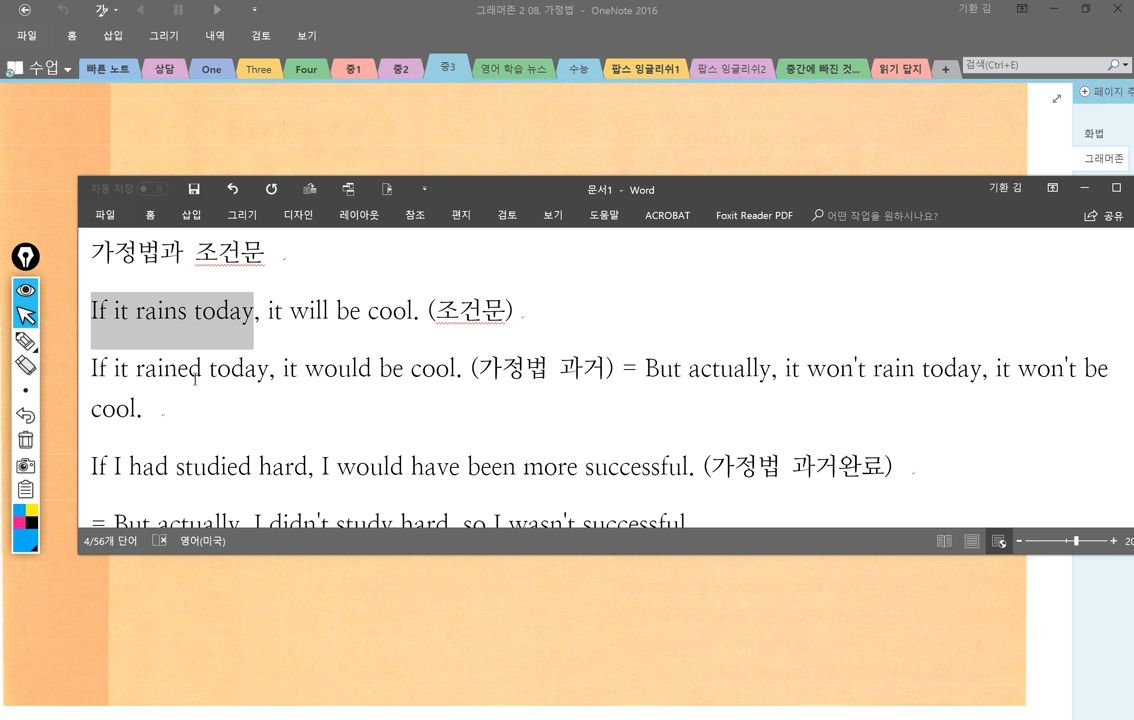 그래머존 2 08. 가정법 - OneNote 2016
기환 김
파일 홈 삽입 그리기 내역 검토 보기
수업 빠른 노트 상담 One Three Four 중1 중2 중3 영어 학습 뉴스 수능 팝스 잉글리쉬1 팝스 잉글리쉬2 중간에 빠진 것... 읽기 답지 + 검색(Ctrl+E)
페이지 추
화법
그래머존
자동 저장 문서1 - Word 기환 김
파일 홈 삽입 그리기 디자인 레이아웃 참조 편지 검토 보기 도움말 ACROBAT Foxit Reader PDF 어떤 작업을 원하시나요? 공유
가정법과 조건문
If it rains today, it will be cool. (조건문)
If it rained today, it would be cool. (가정법 과거) = But actually, it won't rain today, it won't be
cool.
If I had studied hard, I would have been more successful. (가정법 과거완료)
= But actually, I didn't study hard, so I wasn't successful
4/56개 단어 영어(미국) 20